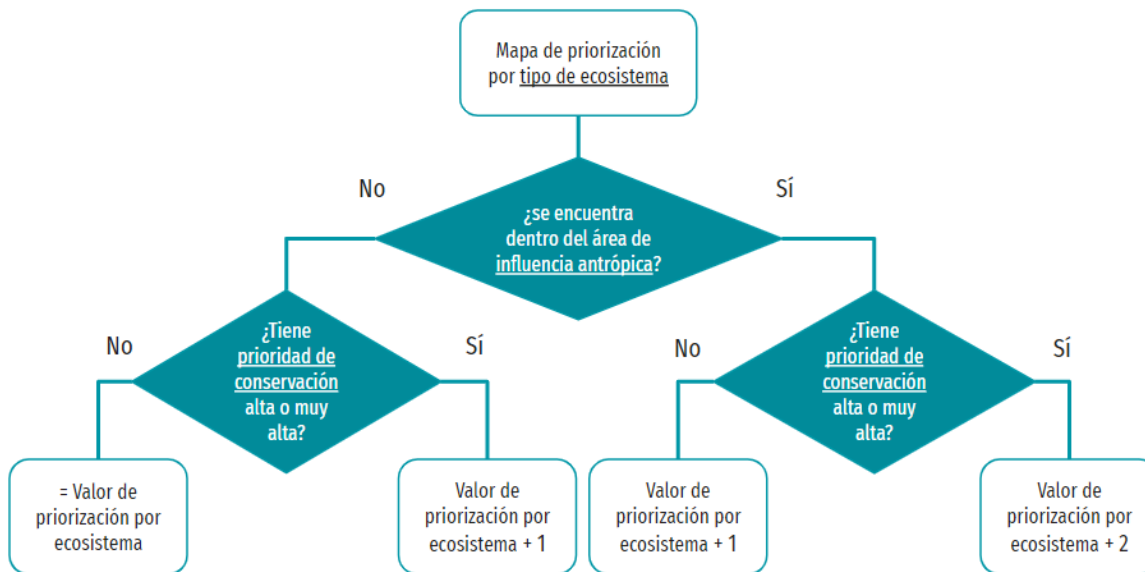 Mapa de priorización
por tipo de ecosistema
No
Sí
¿se encuentra
dentro del área de
influencia antrópica?
No
¿Tiene
prioridad de
conservación
alta o muy
alta?
Sí
No
¿Tiene
prioridad de
conservación
alta o muy
alta?
Sí
= Valor de
priorización por
ecosistema
Valor de
priorización por
ecosistema + 1
Valor de
priorización por
ecosistema + 1
Valor de
priorización por
ecosistema + 2